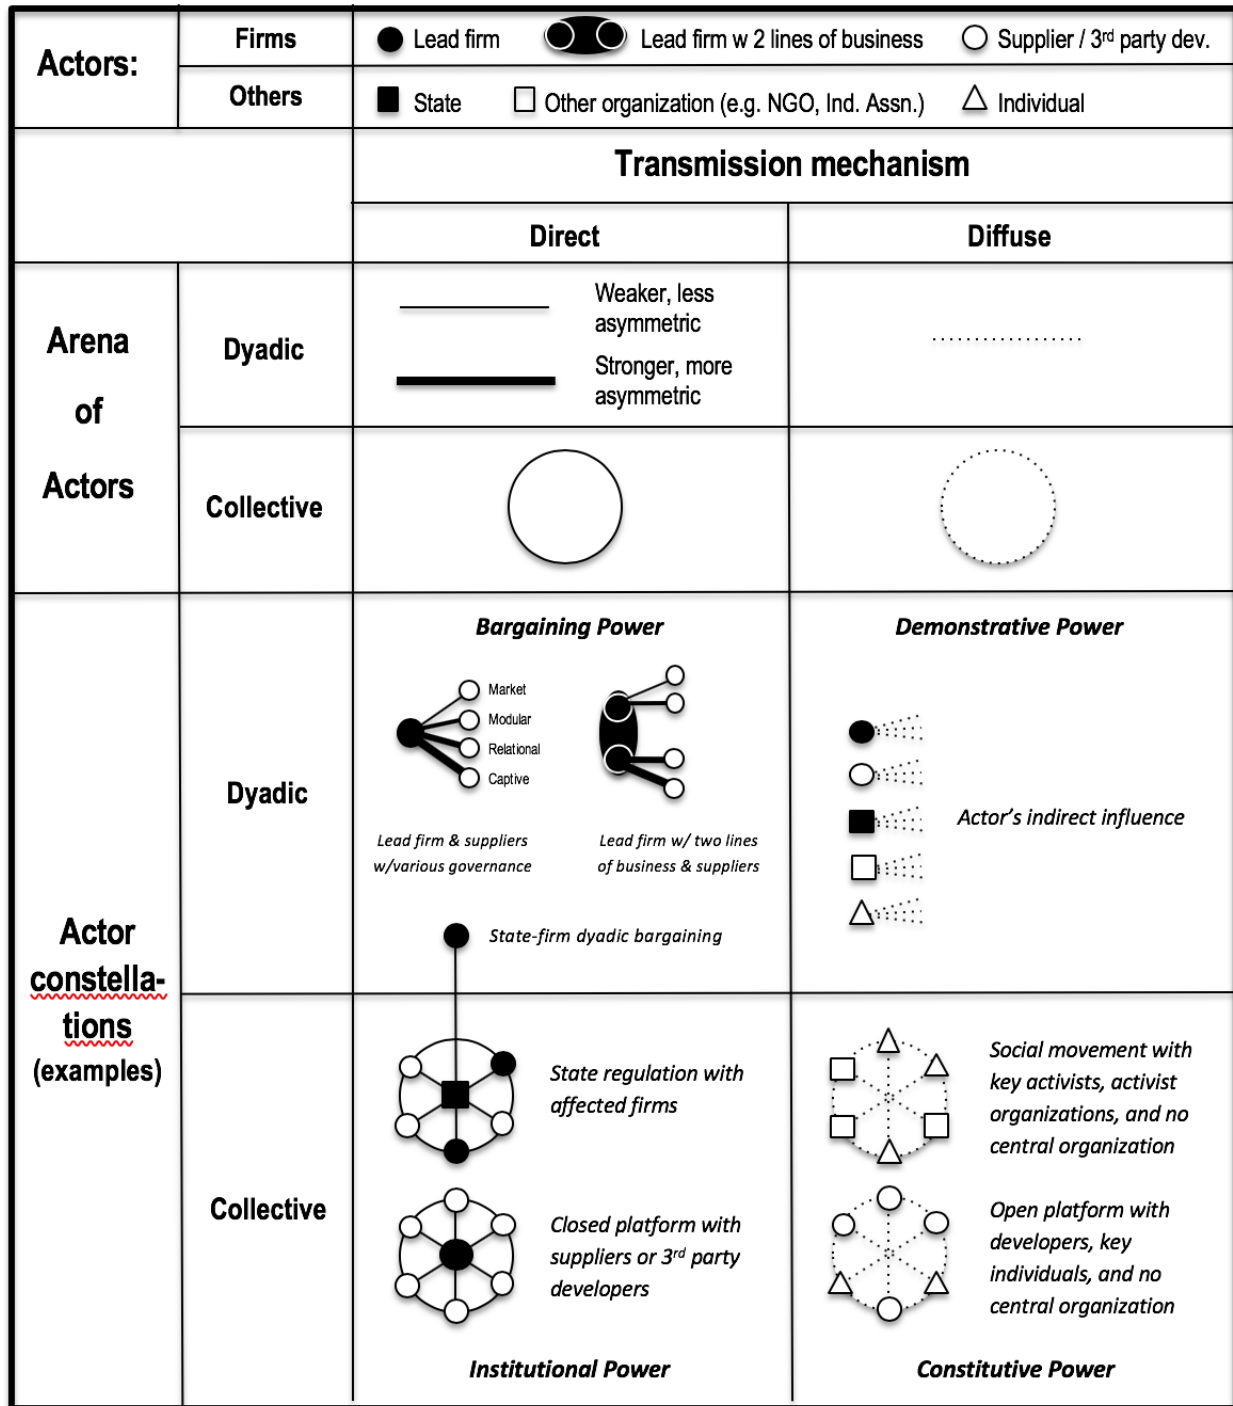 Actors:
Firms
Lead firm
Lead firm w 2 lines of business
Supplier / 3rd party dev.
Others
State
Other organization (e.g. NGO, Ind. Assn.)
Individual
Transmission mechanism
Direct
Diffuse
Arena
of
Actors
Dyadic
Weaker, less
asymmetric
Stronger, more
asymmetric
Collective
Actor
constella-
tions
(examples)
Dyadic
Bargaining Power
Market
Modular
Relational
Captive
Lead firm & suppliers
w/various governance
Lead firm w/ two lines
of business & suppliers
State-firm dyadic bargaining
Demonstrative Power
Actor's indirect influence
Collective
State regulation with
affected firms
Closed platform with
suppliers or 3rd party
developers
Institutional Power
Social movement with
key activists, activist
organizations, and no
central organization
Open platform with
developers, key
individuals, and no
central organization
Constitutive Power